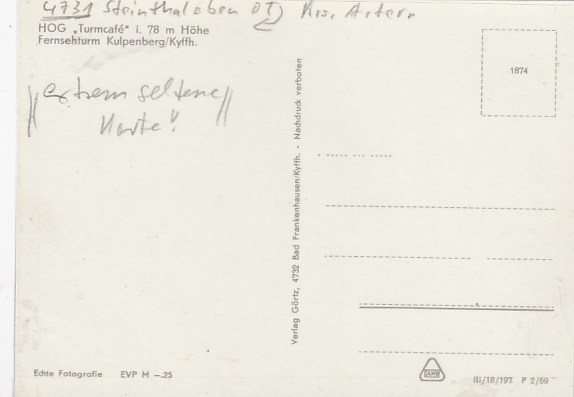 4731 Steinthaleben OT) Krs. Artern
HOG „Turmcafé" i. 78 m Höhe
Fernsehturm Kulpenberg/Kyffh.
"extrem seltene"
Karte!
1874
Verlag Görtz, 4732 Bad Frankenhausen/Kyffh. - Nachdruck verboten
Echte Fotografie EVP M -.25
III/18/197 P 2/69